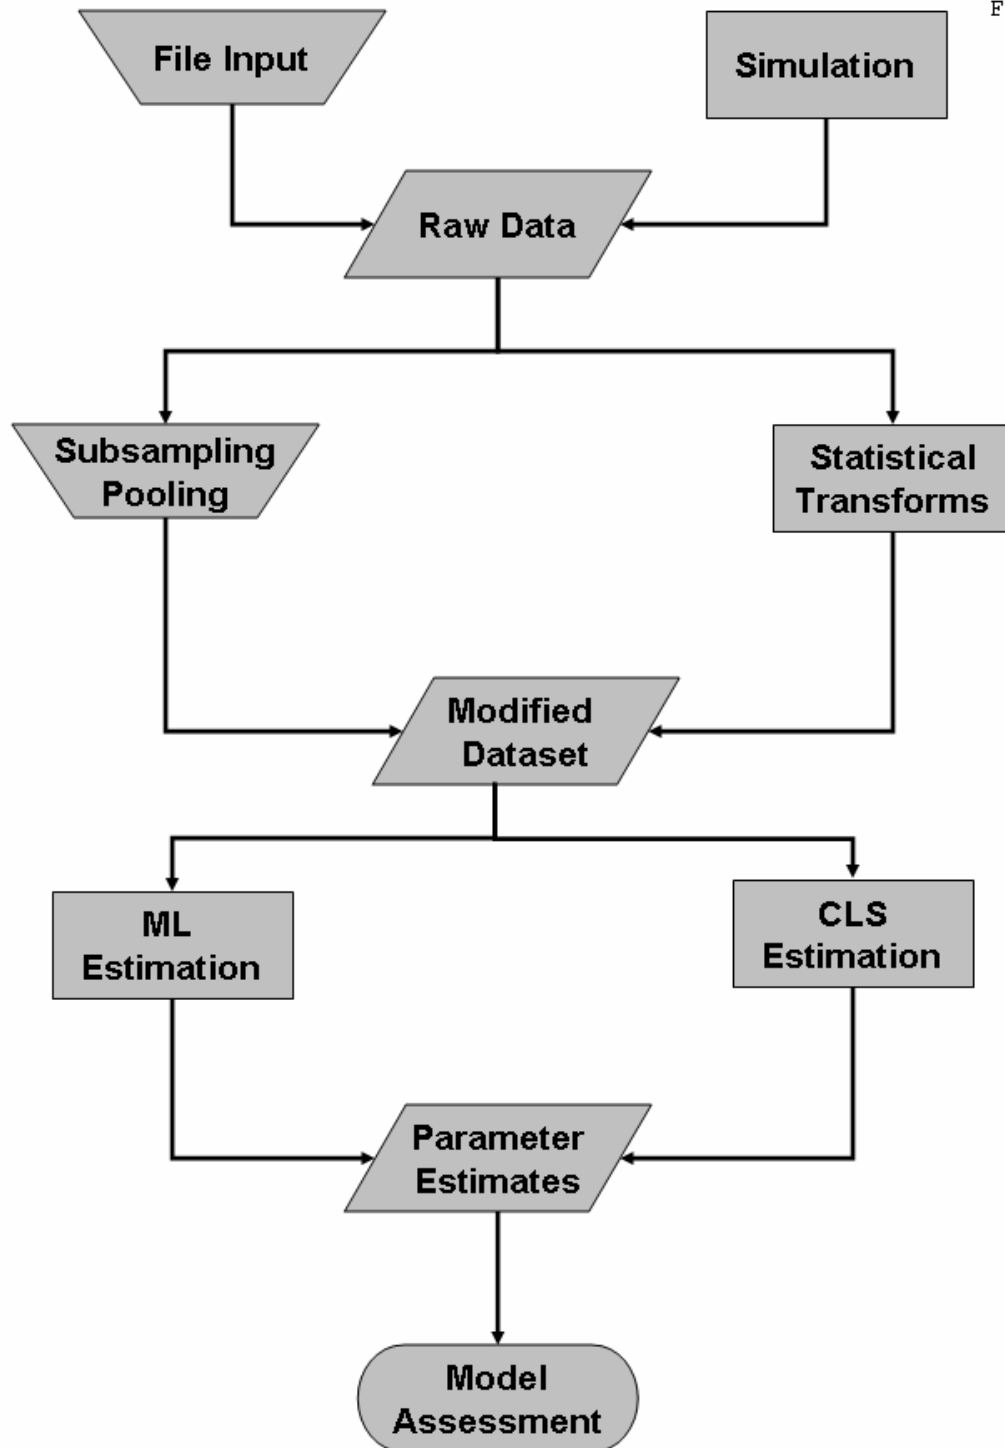 F
File Input
Simulation
Raw Data
Subsampling
Pooling
Statistical
Transforms
Modified
Dataset
ML
Estimation
CLS
Estimation
Parameter
Estimates
Model
Assessment